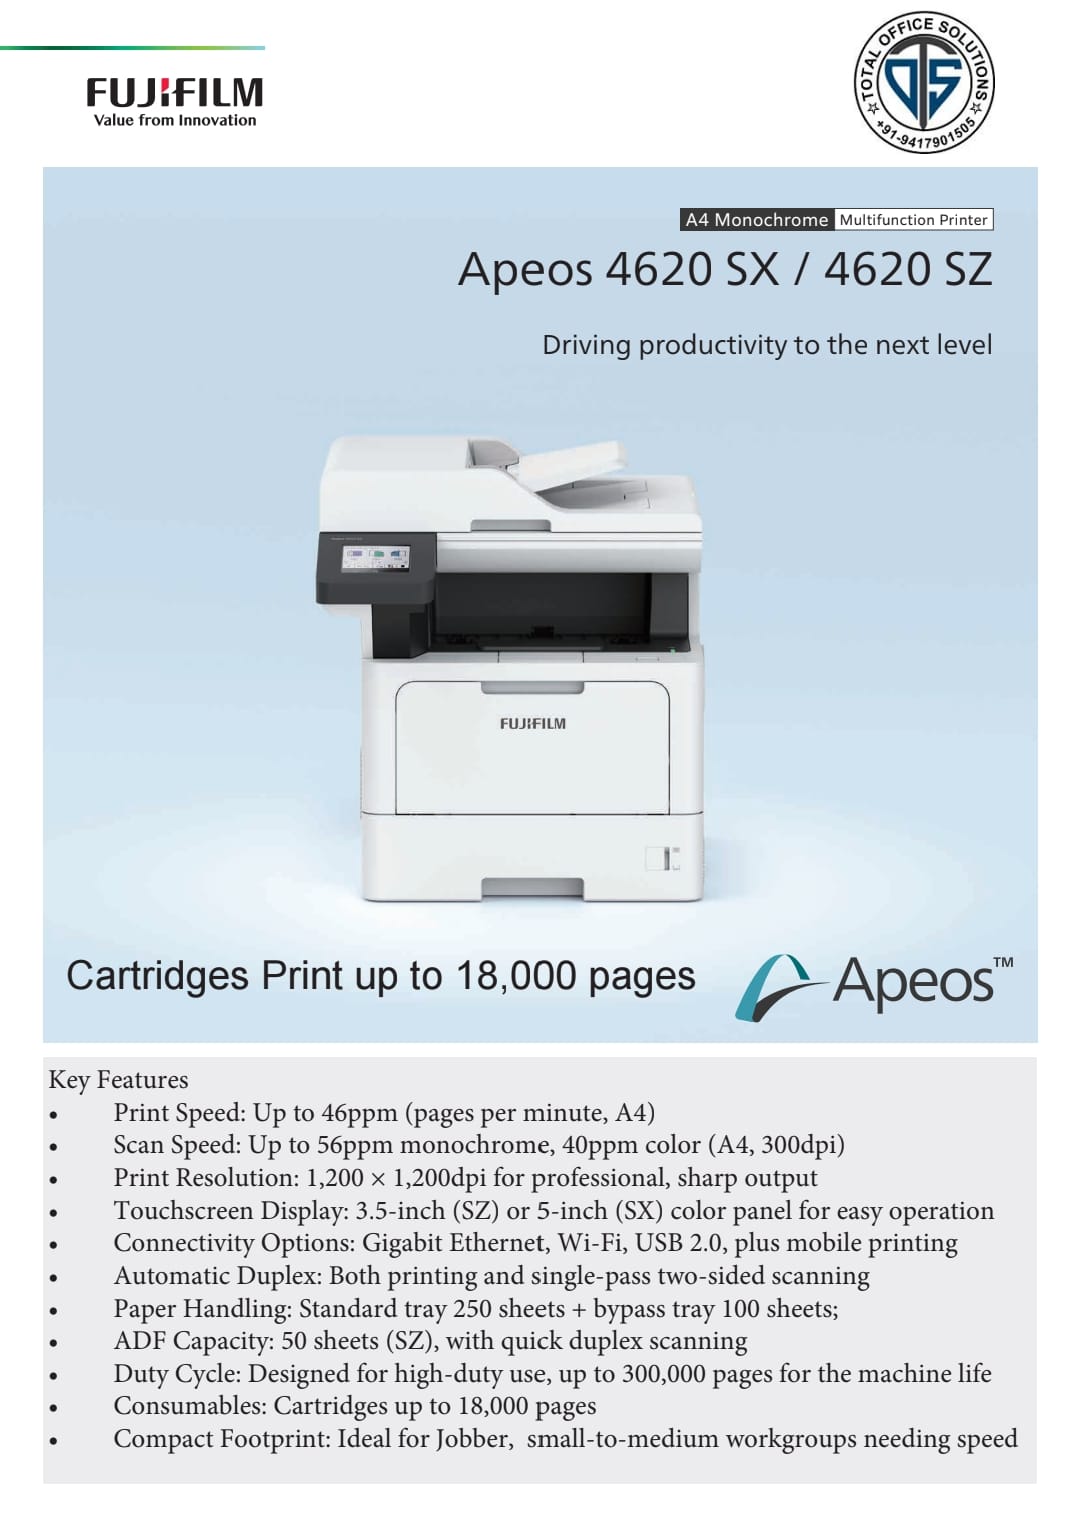 FUJIFILM
Value from Innovation
TOTAL OFFICE SOLUTIONS
+91-9417901505
A4 Monochrome Multifunction Printer
Apeos 4620 SX / 4620 SZ
Driving productivity to the next level
FUJIFILM
Cartridges Print up to 18,000 pages
Apeos™
Key Features
• Print Speed: Up to 46ppm (pages per minute, A4)
• Scan Speed: Up to 56ppm monochrome, 40ppm color (A4, 300dpi)
• Print Resolution: 1,200 × 1,200dpi for professional, sharp output
• Touchscreen Display: 3.5-inch (SZ) or 5-inch (SX) color panel for easy operation
• Connectivity Options: Gigabit Ethernet, Wi-Fi, USB 2.0, plus mobile printing
• Automatic Duplex: Both printing and single-pass two-sided scanning
• Paper Handling: Standard tray 250 sheets + bypass tray 100 sheets;
• ADF Capacity: 50 sheets (SZ), with quick duplex scanning
• Duty Cycle: Designed for high-duty use, up to 300,000 pages for the machine life
• Consumables: Cartridges up to 18,000 pages
• Compact Footprint: Ideal for Jobber, small-to-medium workgroups needing speed